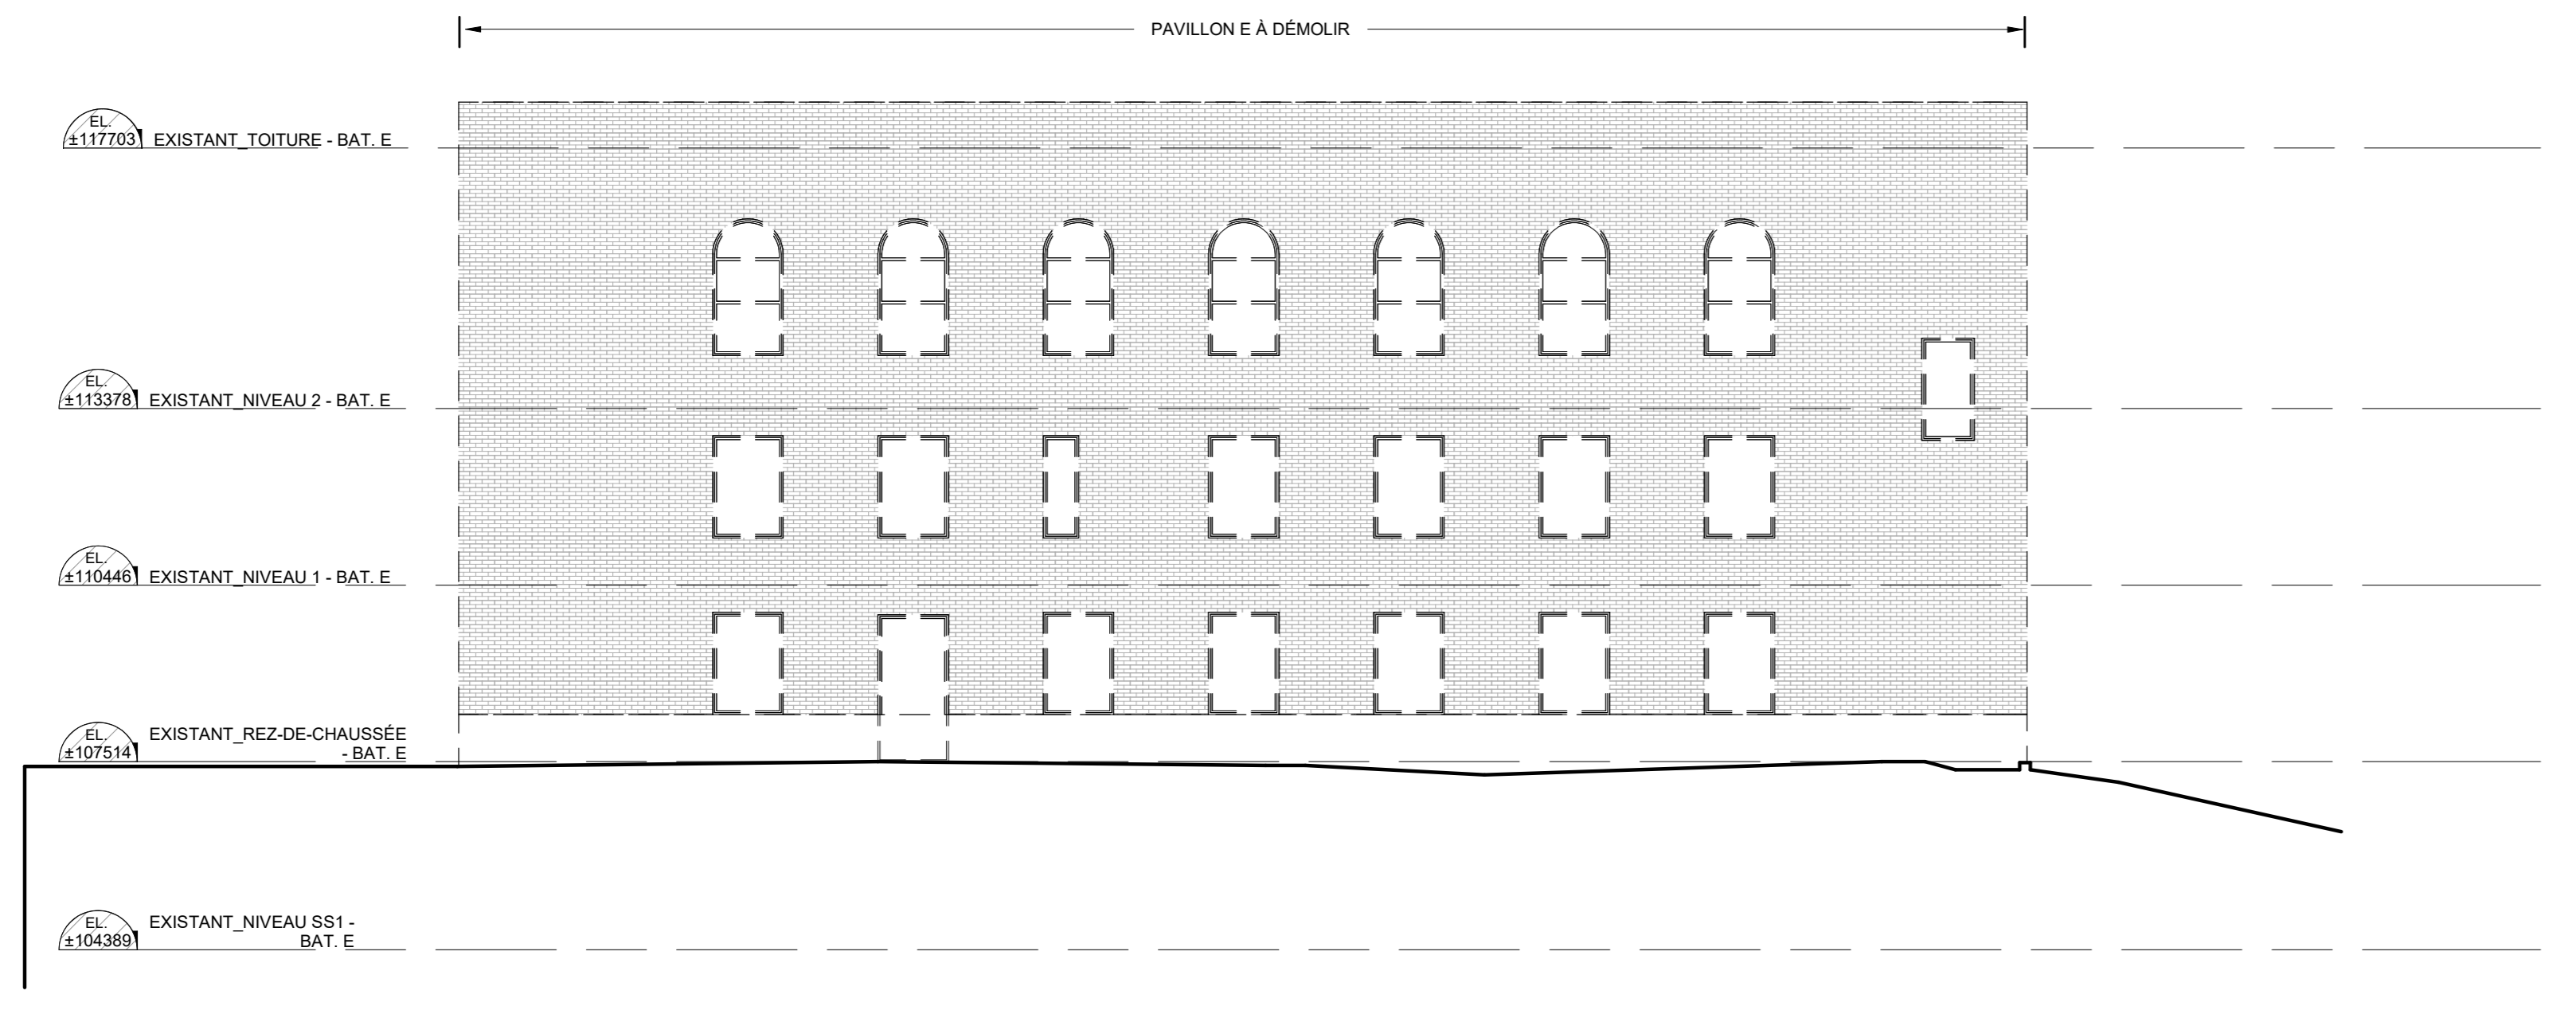 PAVILLON E À DÉMOLIR
EL.
±117703 EXISTANT_TOITURE - BAT. E
EL.
±113378 EXISTANT_NIVEAU 2 - BAT. E
EL.
±110446 EXISTANT_NIVEAU 1 - BAT. E
EL.
±107514
EXISTANT_REZ-DE-CHAUSSÉE
- BAT. E
EL.
±104389
EXISTANT_NIVEAU SS1 -
BAT. E